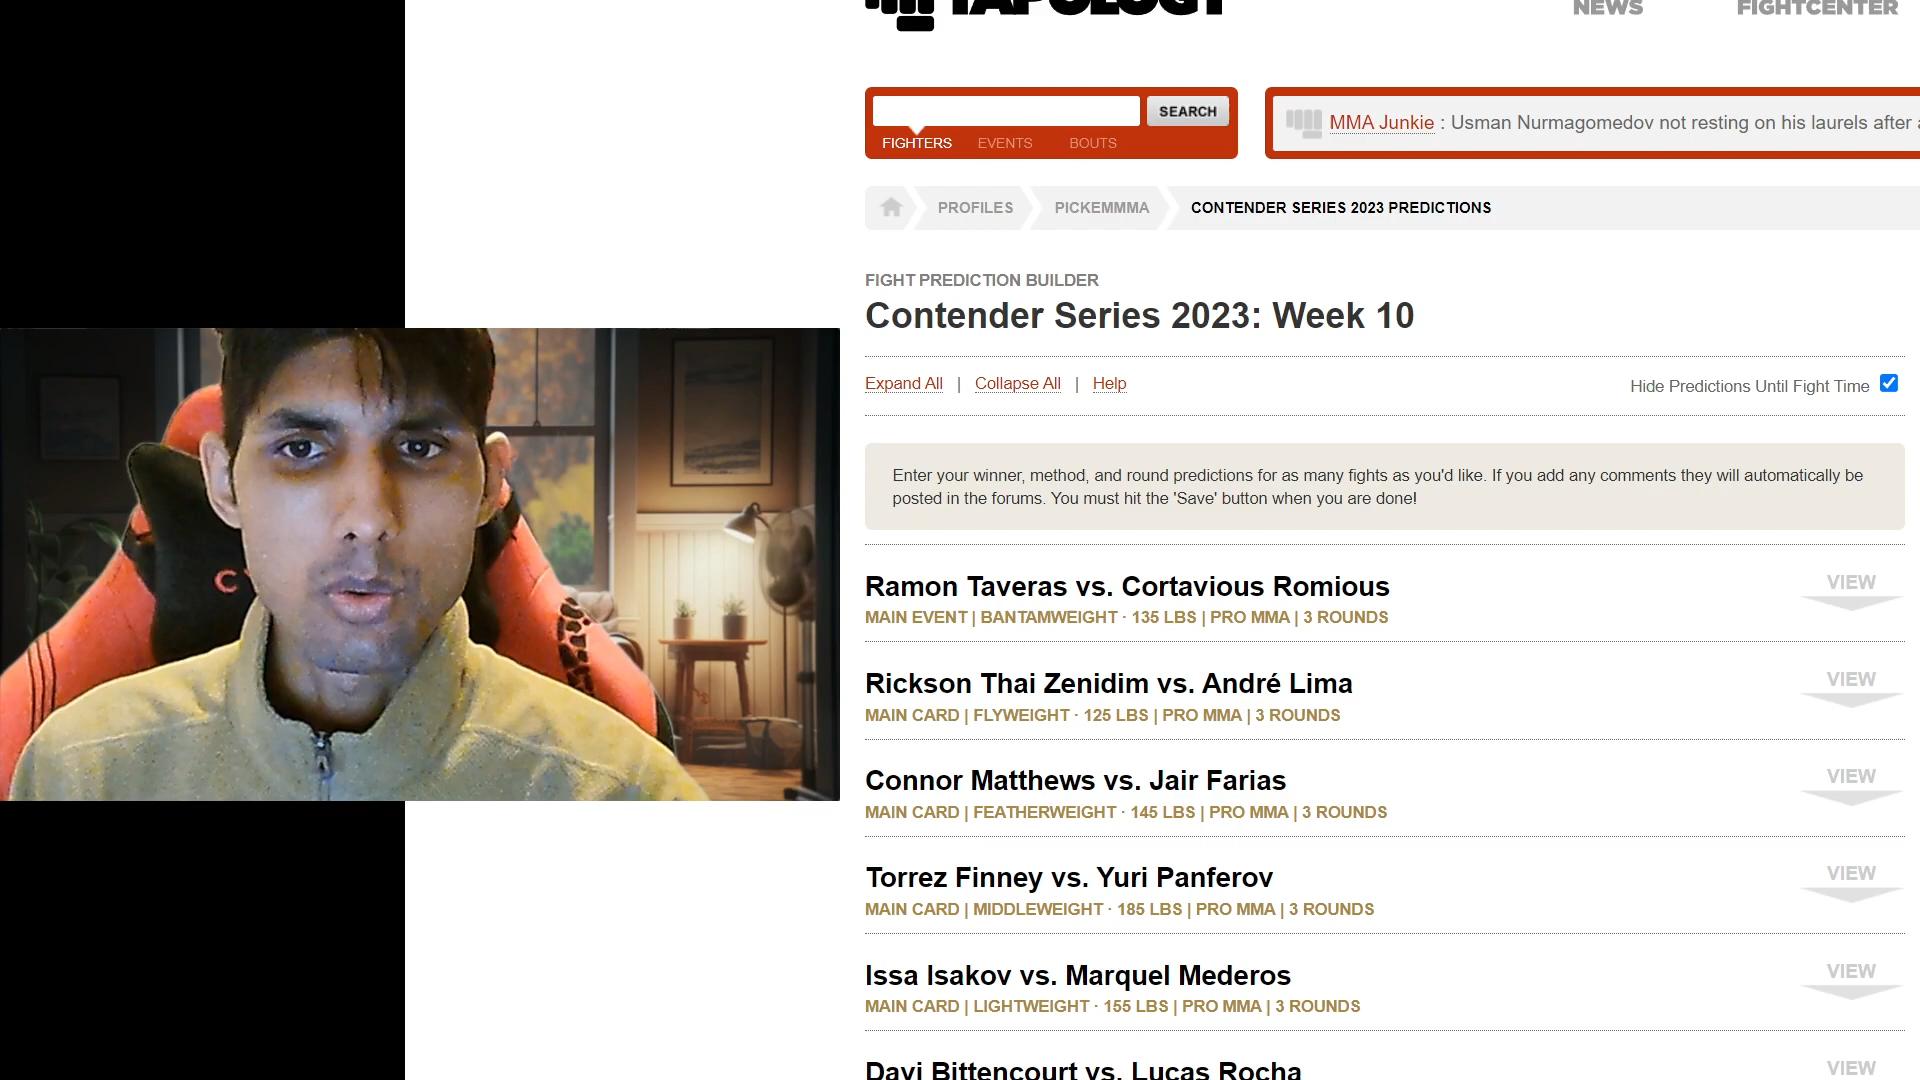 TAPOLOGY
NEWS
FIGHTCENTER
SEARCH
FIGHTERS
EVENTS
BOUTS
MMA Junkie : Usman Nurmagomedov not resting on his laurels after
PROFILES
PICKEMMMA
CONTENDER SERIES 2023 PREDICTIONS
FIGHT PREDICTION BUILDER
Contender Series 2023: Week 10
Expand All | Collapse All | Help
Hide Predictions Until Fight Time
Enter your winner, method, and round predictions for as many fights as you'd like. If you add any comments they will automatically be
posted in the forums. You must hit the 'Save' button when you are done!
Ramon Taveras vs. Cortavious Romious
VIEW
MAIN EVENT | BANTAMWEIGHT · 135 LBS | PRO MMA | 3 ROUNDS
Rickson Thai Zenidim vs. André Lima
VIEW
MAIN CARD | FLYWEIGHT · 125 LBS | PRO MMA | 3 ROUNDS
Connor Matthews vs. Jair Farias
VIEW
MAIN CARD | FEATHERWEIGHT · 145 LBS | PRO MMA | 3 ROUNDS
Torrez Finney vs. Yuri Panferov
VIEW
MAIN CARD | MIDDLEWEIGHT · 185 LBS | PRO MMA | 3 ROUNDS
Issa Isakov vs. Marquel Mederos
VIEW
MAIN CARD | LIGHTWEIGHT · 155 LBS | PRO MMA | 3 ROUNDS
Davi Bittencourt vs. Lucas Rocha
VIEW